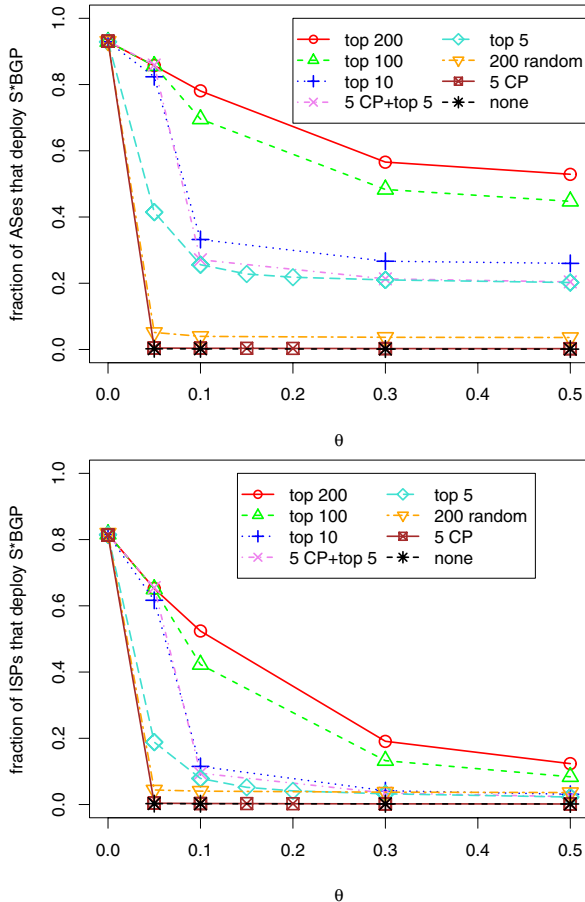 fraction of ASes that deploy S*BGP
1.0
0.8
0.6
0.4
0.2
0.0
top 200
top 100
top 10
5 CP+top 5
top 5
200 random
5 CP
none
0.0 0.1 0.2 0.3 0.4 0.5
θ
fraction of ISPs that deploy S*BGP
1.0
0.8
0.6
0.4
0.2
0.0
top 200
top 100
top 10
5 CP+top 5
top 5
200 random
5 CP
none
0.0 0.1 0.2 0.3 0.4 0.5
θ